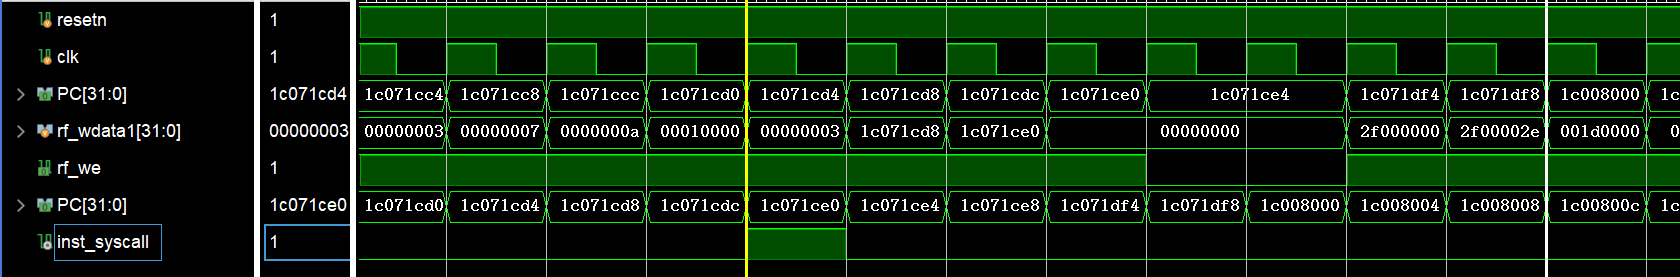 resetn 1
clk 1
PC[31:0] 1c071cd4 1c071cc4 1c071cc8 1c071ccc 1c071cd0 1c071cd4 1c071cd8 1c071cdc 1c071ce0 1c071ce4 1c071df4 1c071df8 1c008000 1c
rf_wdata1[31:0] 00000003 00000003 00000007 0000000a 00010000 00000003 1c071cd8 1c071ce0 00000000 2f000000 2f00002e 001d0000 0
rf_we 1
PC[31:0] 1c071ce0 1c071cd0 1c071cd4 1c071cd8 1c071cdc 1c071ce0 1c071ce4 1c071ce8 1c071df4 1c071df8 1c008000 1c008004 1c008008 1c00800c 1c
inst_syscall 1